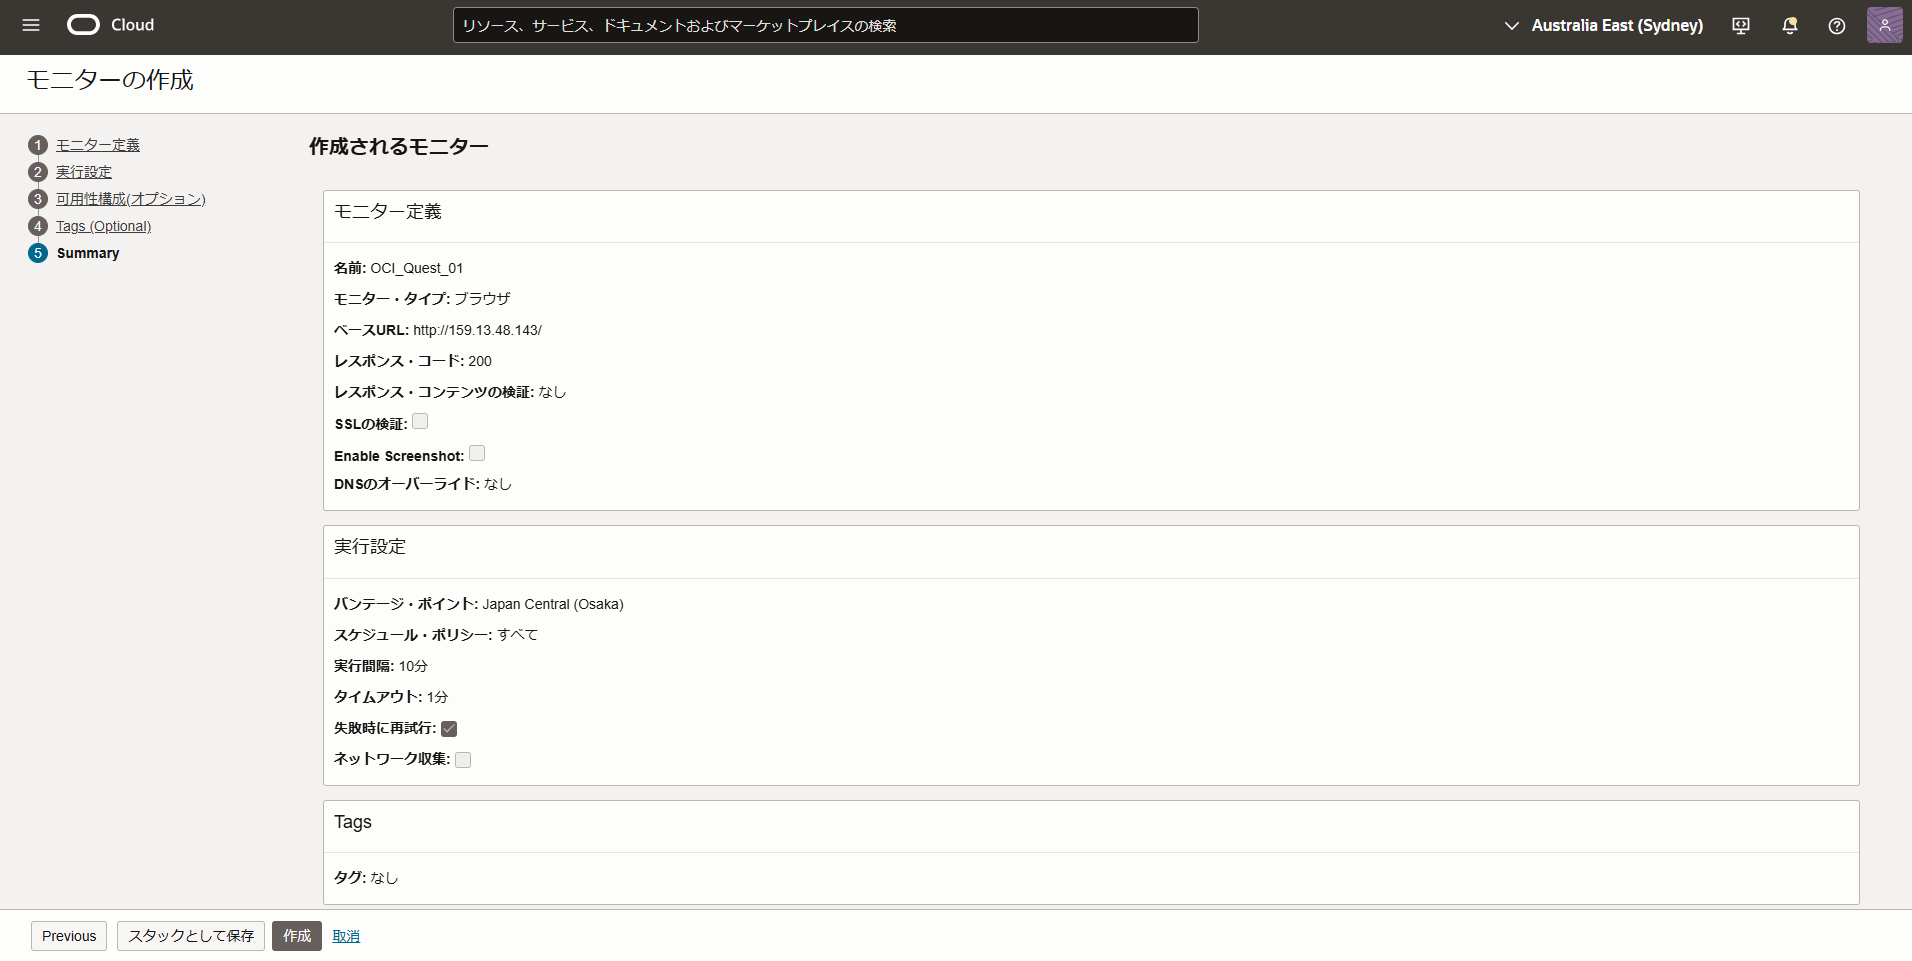 Cloud
リソース、サービス、ドキュメントおよびマーケットプレイスの検索
Australia East (Sydney)
モニターの作成
1 モニター定義
2 実行設定
3 可用性構成(オプション)
4 Tags (Optional)
5 Summary
作成されるモニター
モニター定義
名前: OCI_Quest_01
モニター・タイプ: ブラウザ
ベースURL: http://159.13.48.143/
レスポンス・コード: 200
レスポンス・コンテンツの検証: なし
SSLの検証:
Enable Screenshot:
DNSのオーバーライド: なし
実行設定
バンテージ・ポイント: Japan Central (Osaka)
スケジュール・ポリシー: すべて
実行間隔: 10分
タイムアウト: 1分
失敗時に再試行:
ネットワーク収集:
Tags
タグ: なし
Previous スタックとして保存 作成 取消